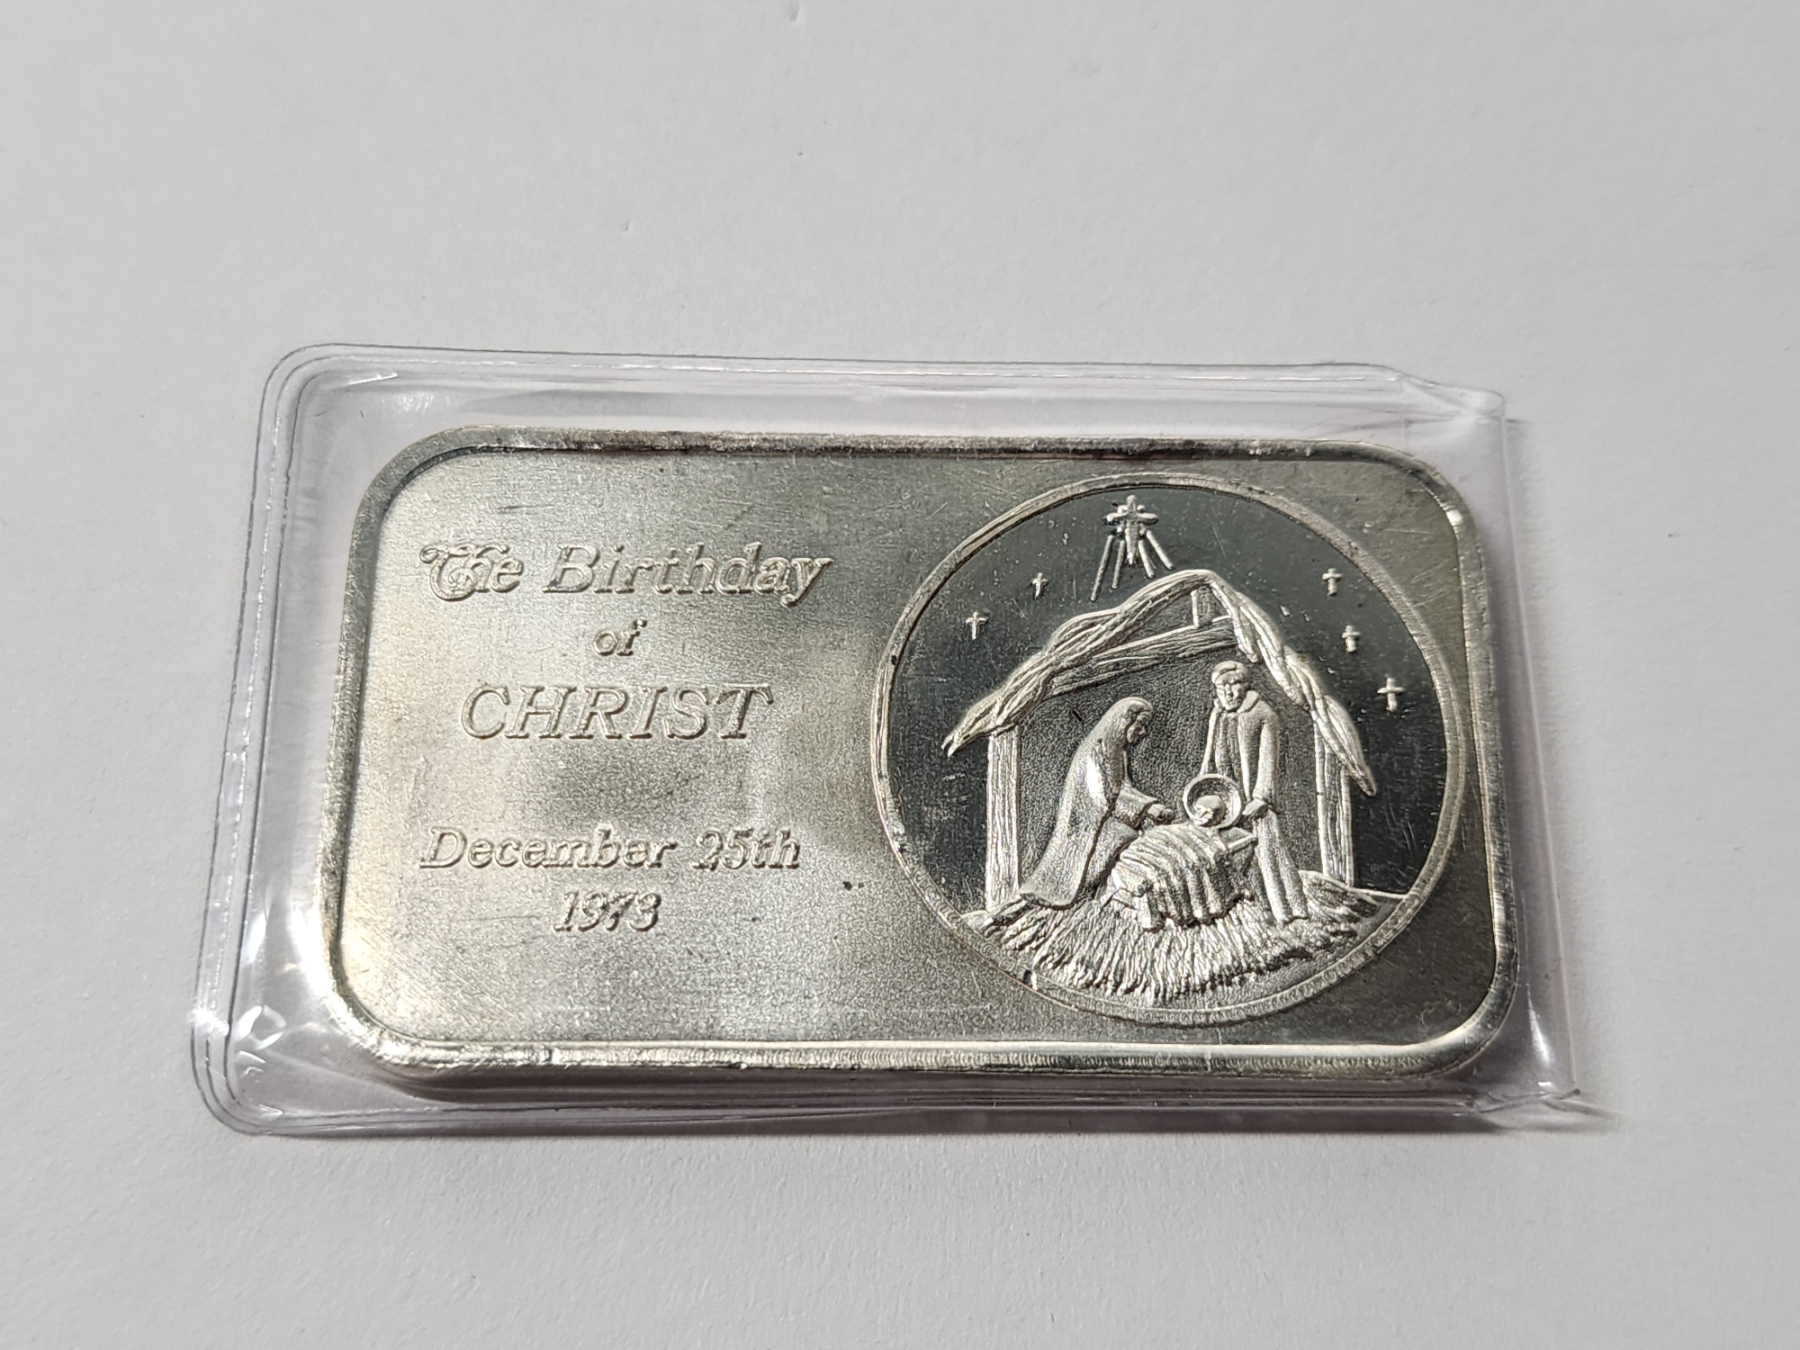 The Birthday
of
CHRIST
December 25th
1973